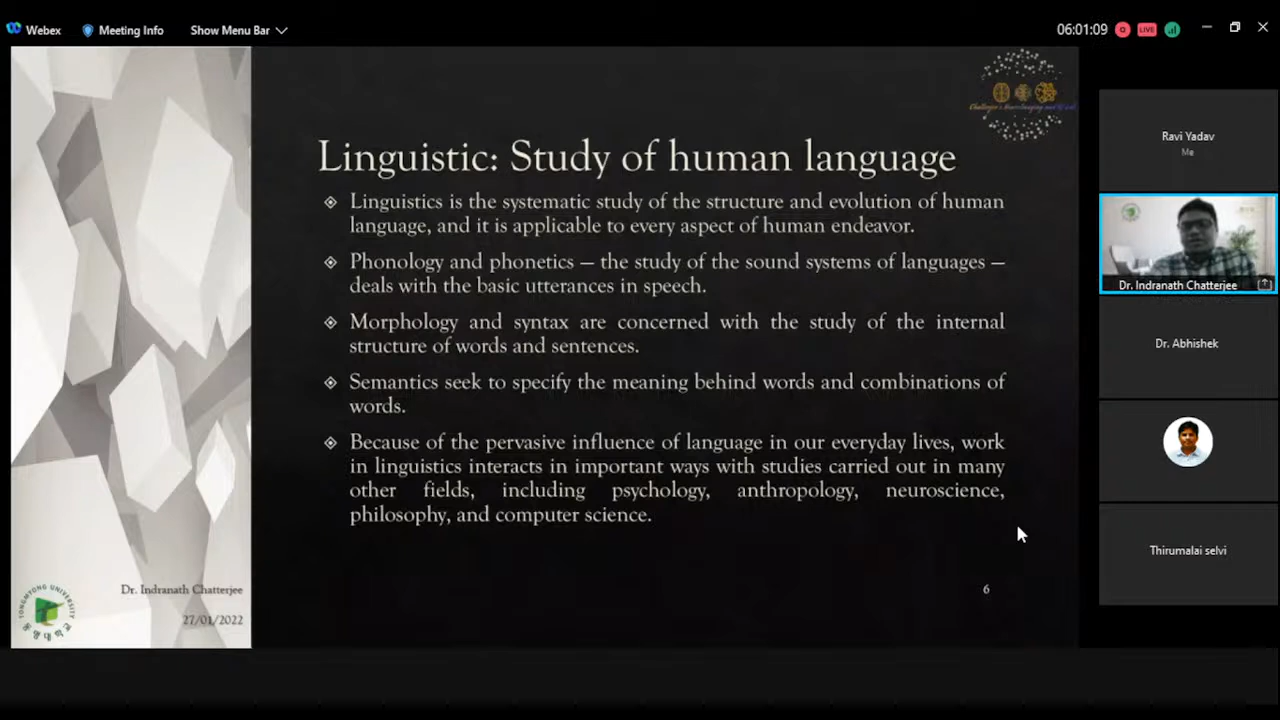 Webex
Meeting Info
Show Menu Bar
06:01:09
LIVE
Linguistic: Study of human language
Linguistics is the systematic study of the structure and evolution of human
language, and it is applicable to every aspect of human endeavor.
Phonology and phonetics – the study of the sound systems of languages –
deals with the basic utterances in speech.
Morphology and syntax are concerned with the study of the internal
structure of words and sentences.
Semantics seek to specify the meaning behind words and combinations of
words.
Because of the pervasive influence of language in our everyday lives, work
in linguistics interacts in important ways with studies carried out in many
other fields, including psychology, anthropology, neuroscience,
philosophy, and computer science.
Dr. Indranath Chatterjee
27/01/2022
TONGMYONG UNIVERSITY
동명대학교
6
Ravi Yadav
Me
Dr. Indranath Chatterjee
Dr. Abhishek
Thirumalai selvi